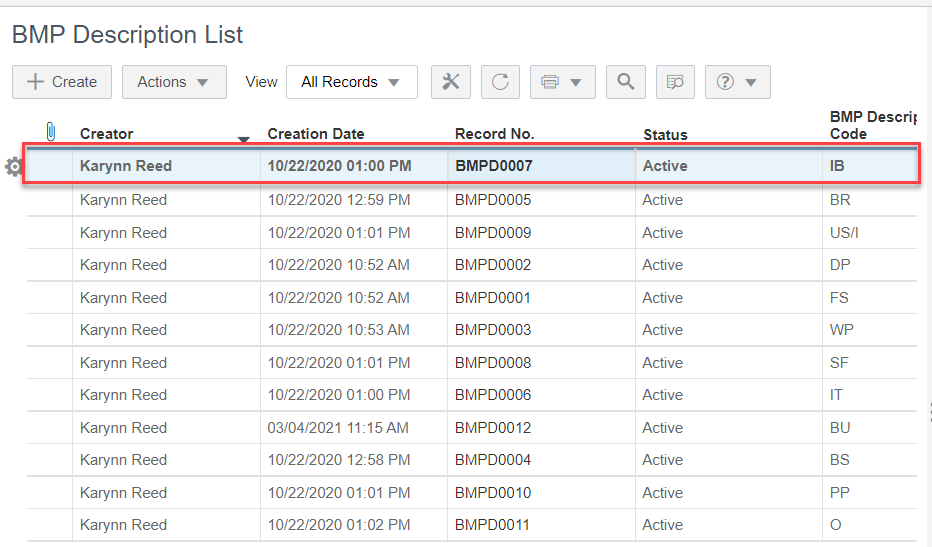 BMP Description List
Create Actions View All Records ?
BMP Descrip
Creator Creation Date Record No. Status Code
Karynn Reed 10/22/2020 01:00 PM BMPD0007 Active IB
Karynn Reed 10/22/2020 12:59 PM BMPD0005 Active BR
Karynn Reed 10/22/2020 01:01 PM BMPD0009 Active US/I
Karynn Reed 10/22/2020 10:52 AM BMPD0002 Active DP
Karynn Reed 10/22/2020 10:52 AM BMPD0001 Active FS
Karynn Reed 10/22/2020 10:53 AM BMPD0003 Active WP
Karynn Reed 10/22/2020 01:01 PM BMPD0008 Active SF
Karynn Reed 10/22/2020 01:00 PM BMPD0006 Active IT
Karynn Reed 03/04/2021 11:15 AM BMPD0012 Active BU
Karynn Reed 10/22/2020 12:58 PM BMPD0004 Active BS
Karynn Reed 10/22/2020 01:01 PM BMPD0010 Active PP
Karynn Reed 10/22/2020 01:02 PM BMPD0011 Active O